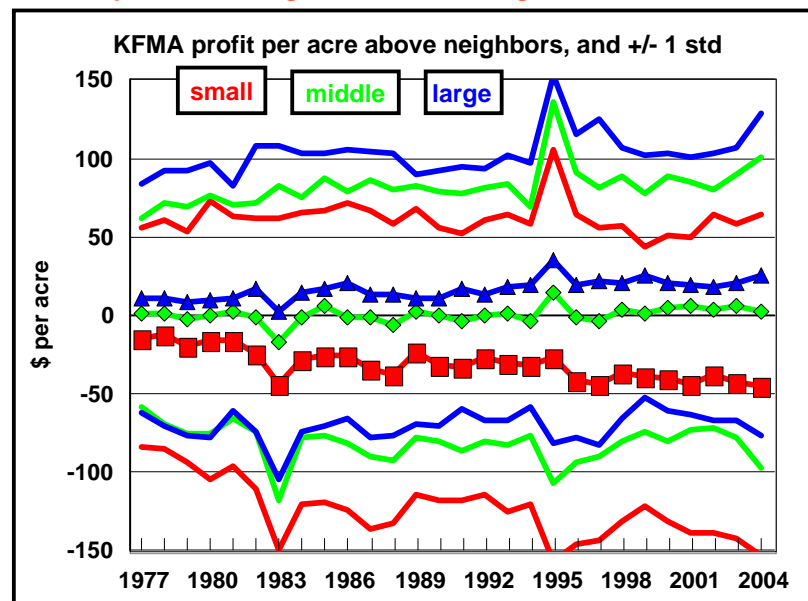 KFMA profit per acre above neighbors, and +/- 1 std
small middle large
$ per acre
150
100
50
0
-50
-100
-150
1977 1980 1983 1986 1989 1992 1995 1998 2001 2004